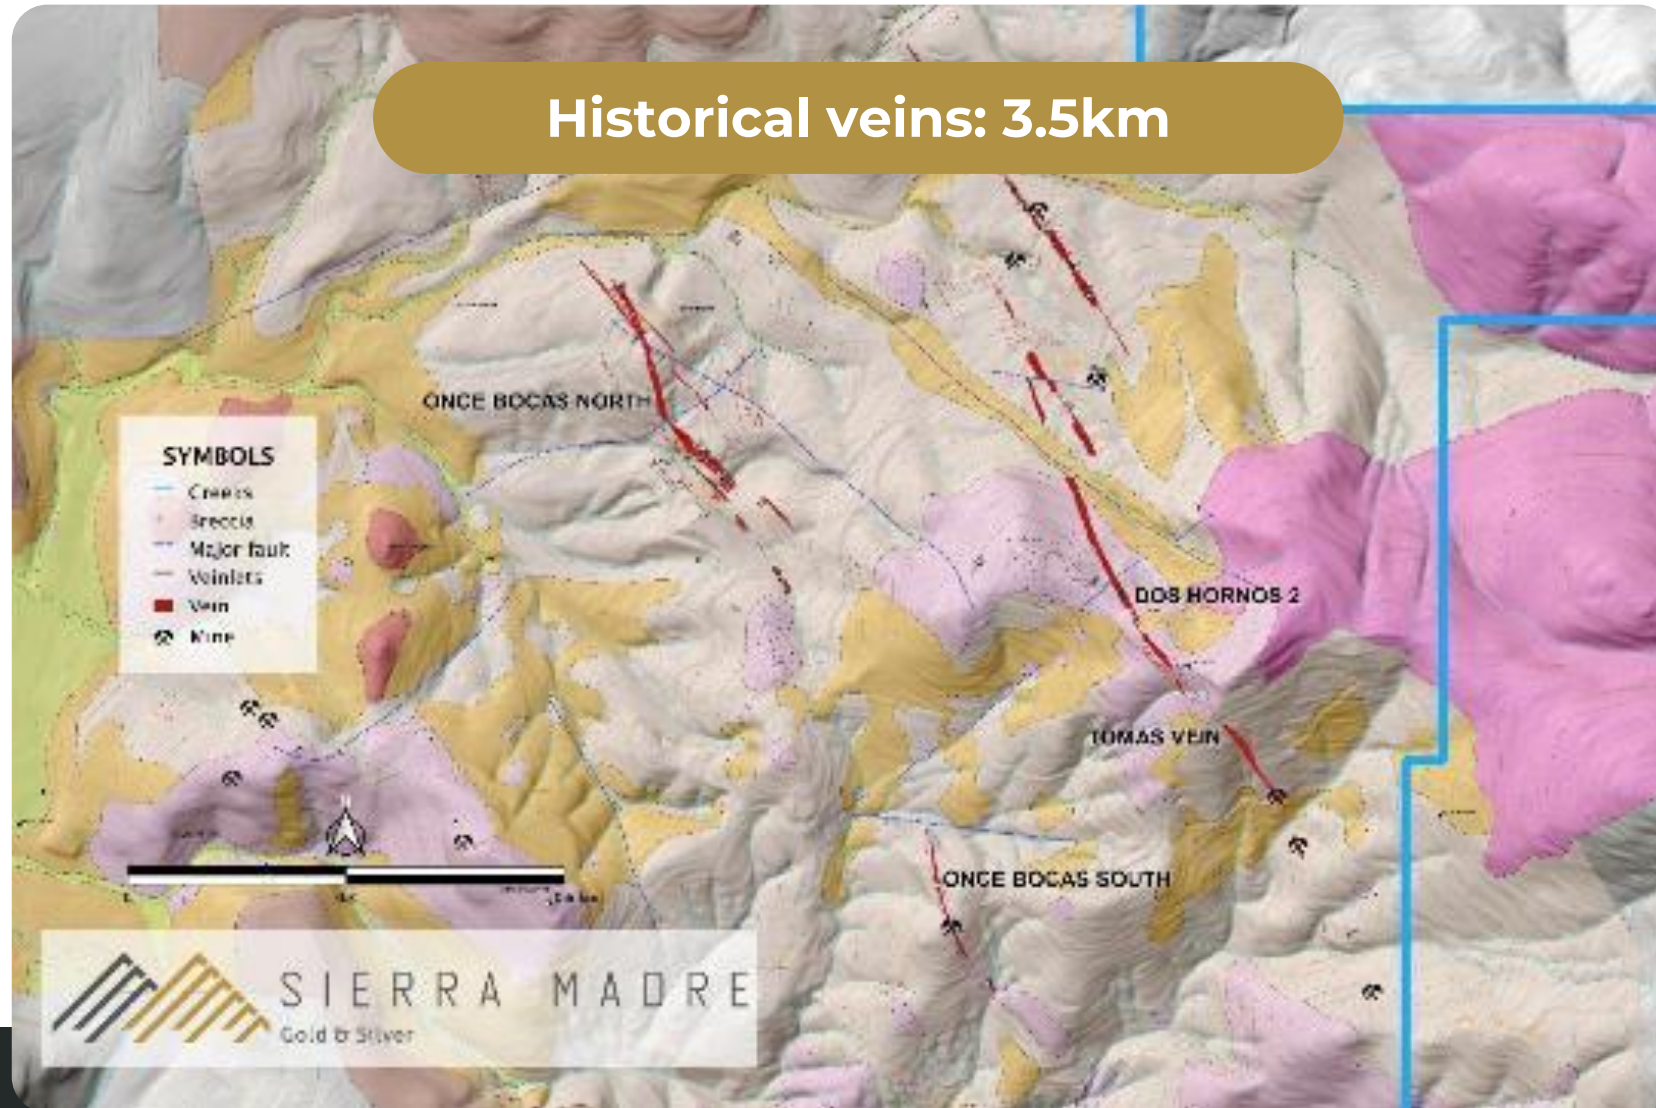 Historical veins: 3.5km
ONCE BOCAS NORTH
SYMBOLS
Creeks
Breccia
Major fault
Veinlets
Vein
Mine
DOS HORNOS 2
TOMAS VEIN
ONCE BOCAS SOUTH
N
SIERRA MADRE
Gold & Silver